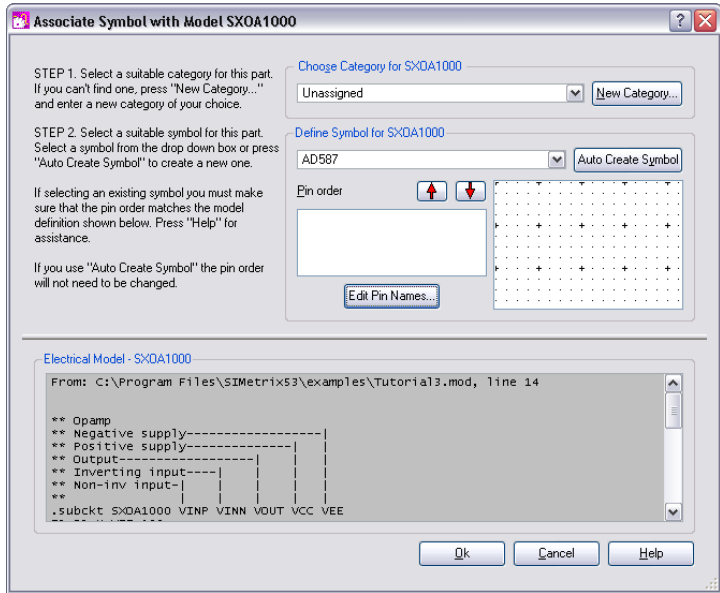 Associate Symbol with Model SXOA1000
STEP 1. Select a suitable category for this part.
If you can't find one, press "New Category..."
and enter a new category of your choice.
STEP 2. Select a suitable symbol for this part.
Select a symbol from the drop down box or press
"Auto Create Symbol" to create a new one.
If selecting an existing symbol you must make
sure that the pin order matches the model
definition shown below. Press "Help" for
assistance.
If you use "Auto Create Symbol" the pin order
will not need to be changed.
Choose Category for SXOA1000
Unassigned
New Category...
Define Symbol for SXOA1000
AD587
Auto Create Symbol
Pin order
Edit Pin Names...
Electrical Model - SXOA1000
From: C:\Program Files\SIMetrix53\examples\Tutorial3.mod, line 14
** Opamp
** Negative supply-------------------|
** Positive supply---------------|   |
** Output-------------------|    |   |
** Inverting input----|     |    |   |
** Non-inv input-|    |     |    |   |
**               |    |     |    |   |
.subckt SXOA1000 VINP VINN VOUT VCC VEE
Ok
Cancel
Help